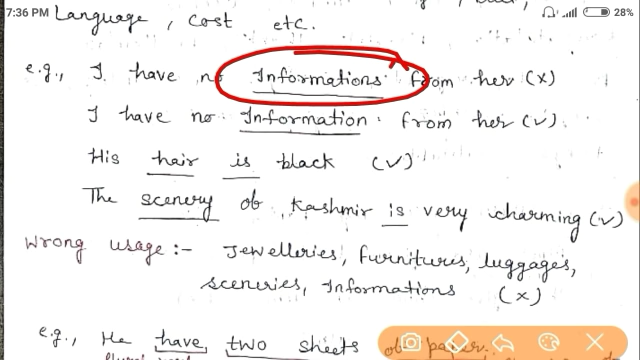 7:36 PM 28%
Language, cost etc.
e.g., I have no Informations from her (x)
I have no Information from her (✓)
His hair is black (✓)
The scenery of Kashmir is very charming (✓)
Wrong usage :- Jewelleries, furnitures, luggages,
sceneries, Informations (x)
e.g., He have two sheets of paper.